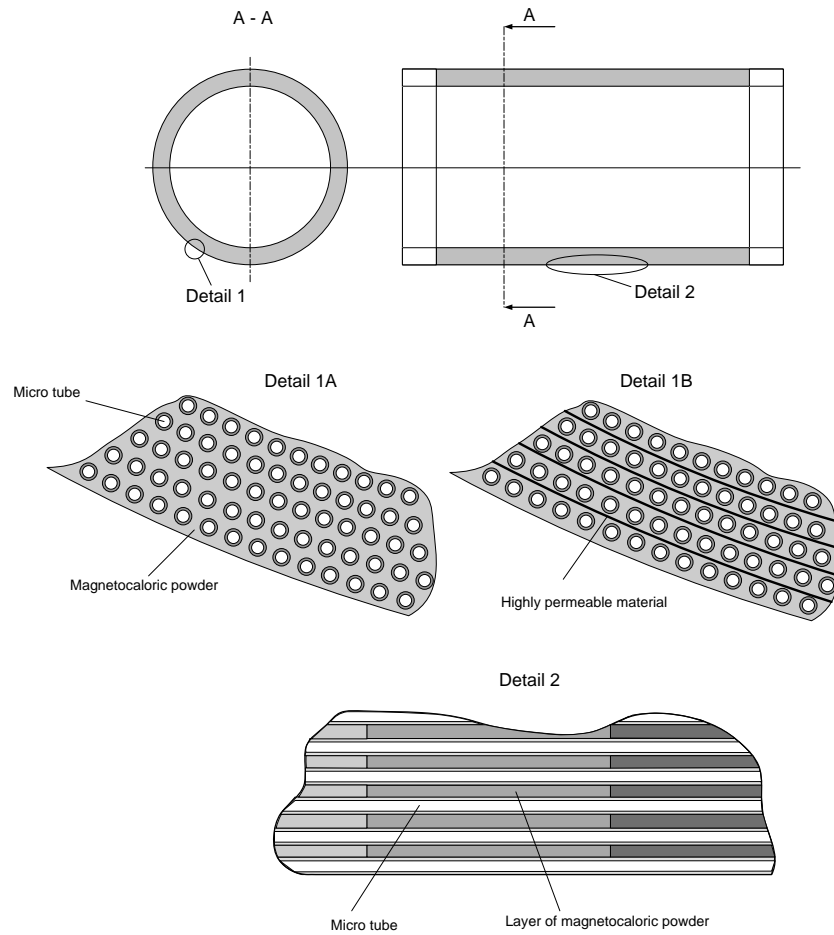 A - A
A
Detail 1
Detail 2
A
Detail 1A
Detail 1B
Micro tube
Magnetocaloric powder
Highly permeable material
Detail 2
Micro tube
Layer of magnetocaloric powder